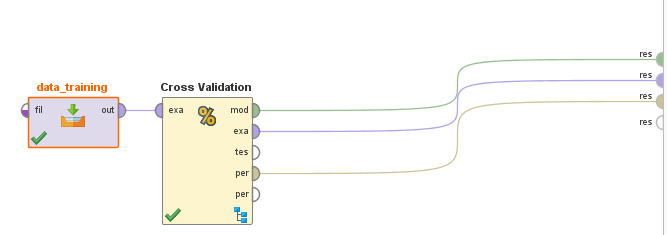 data_training
fil
out
Cross Validation
exa
mod
exa
tes
per
per
res
res
res
res